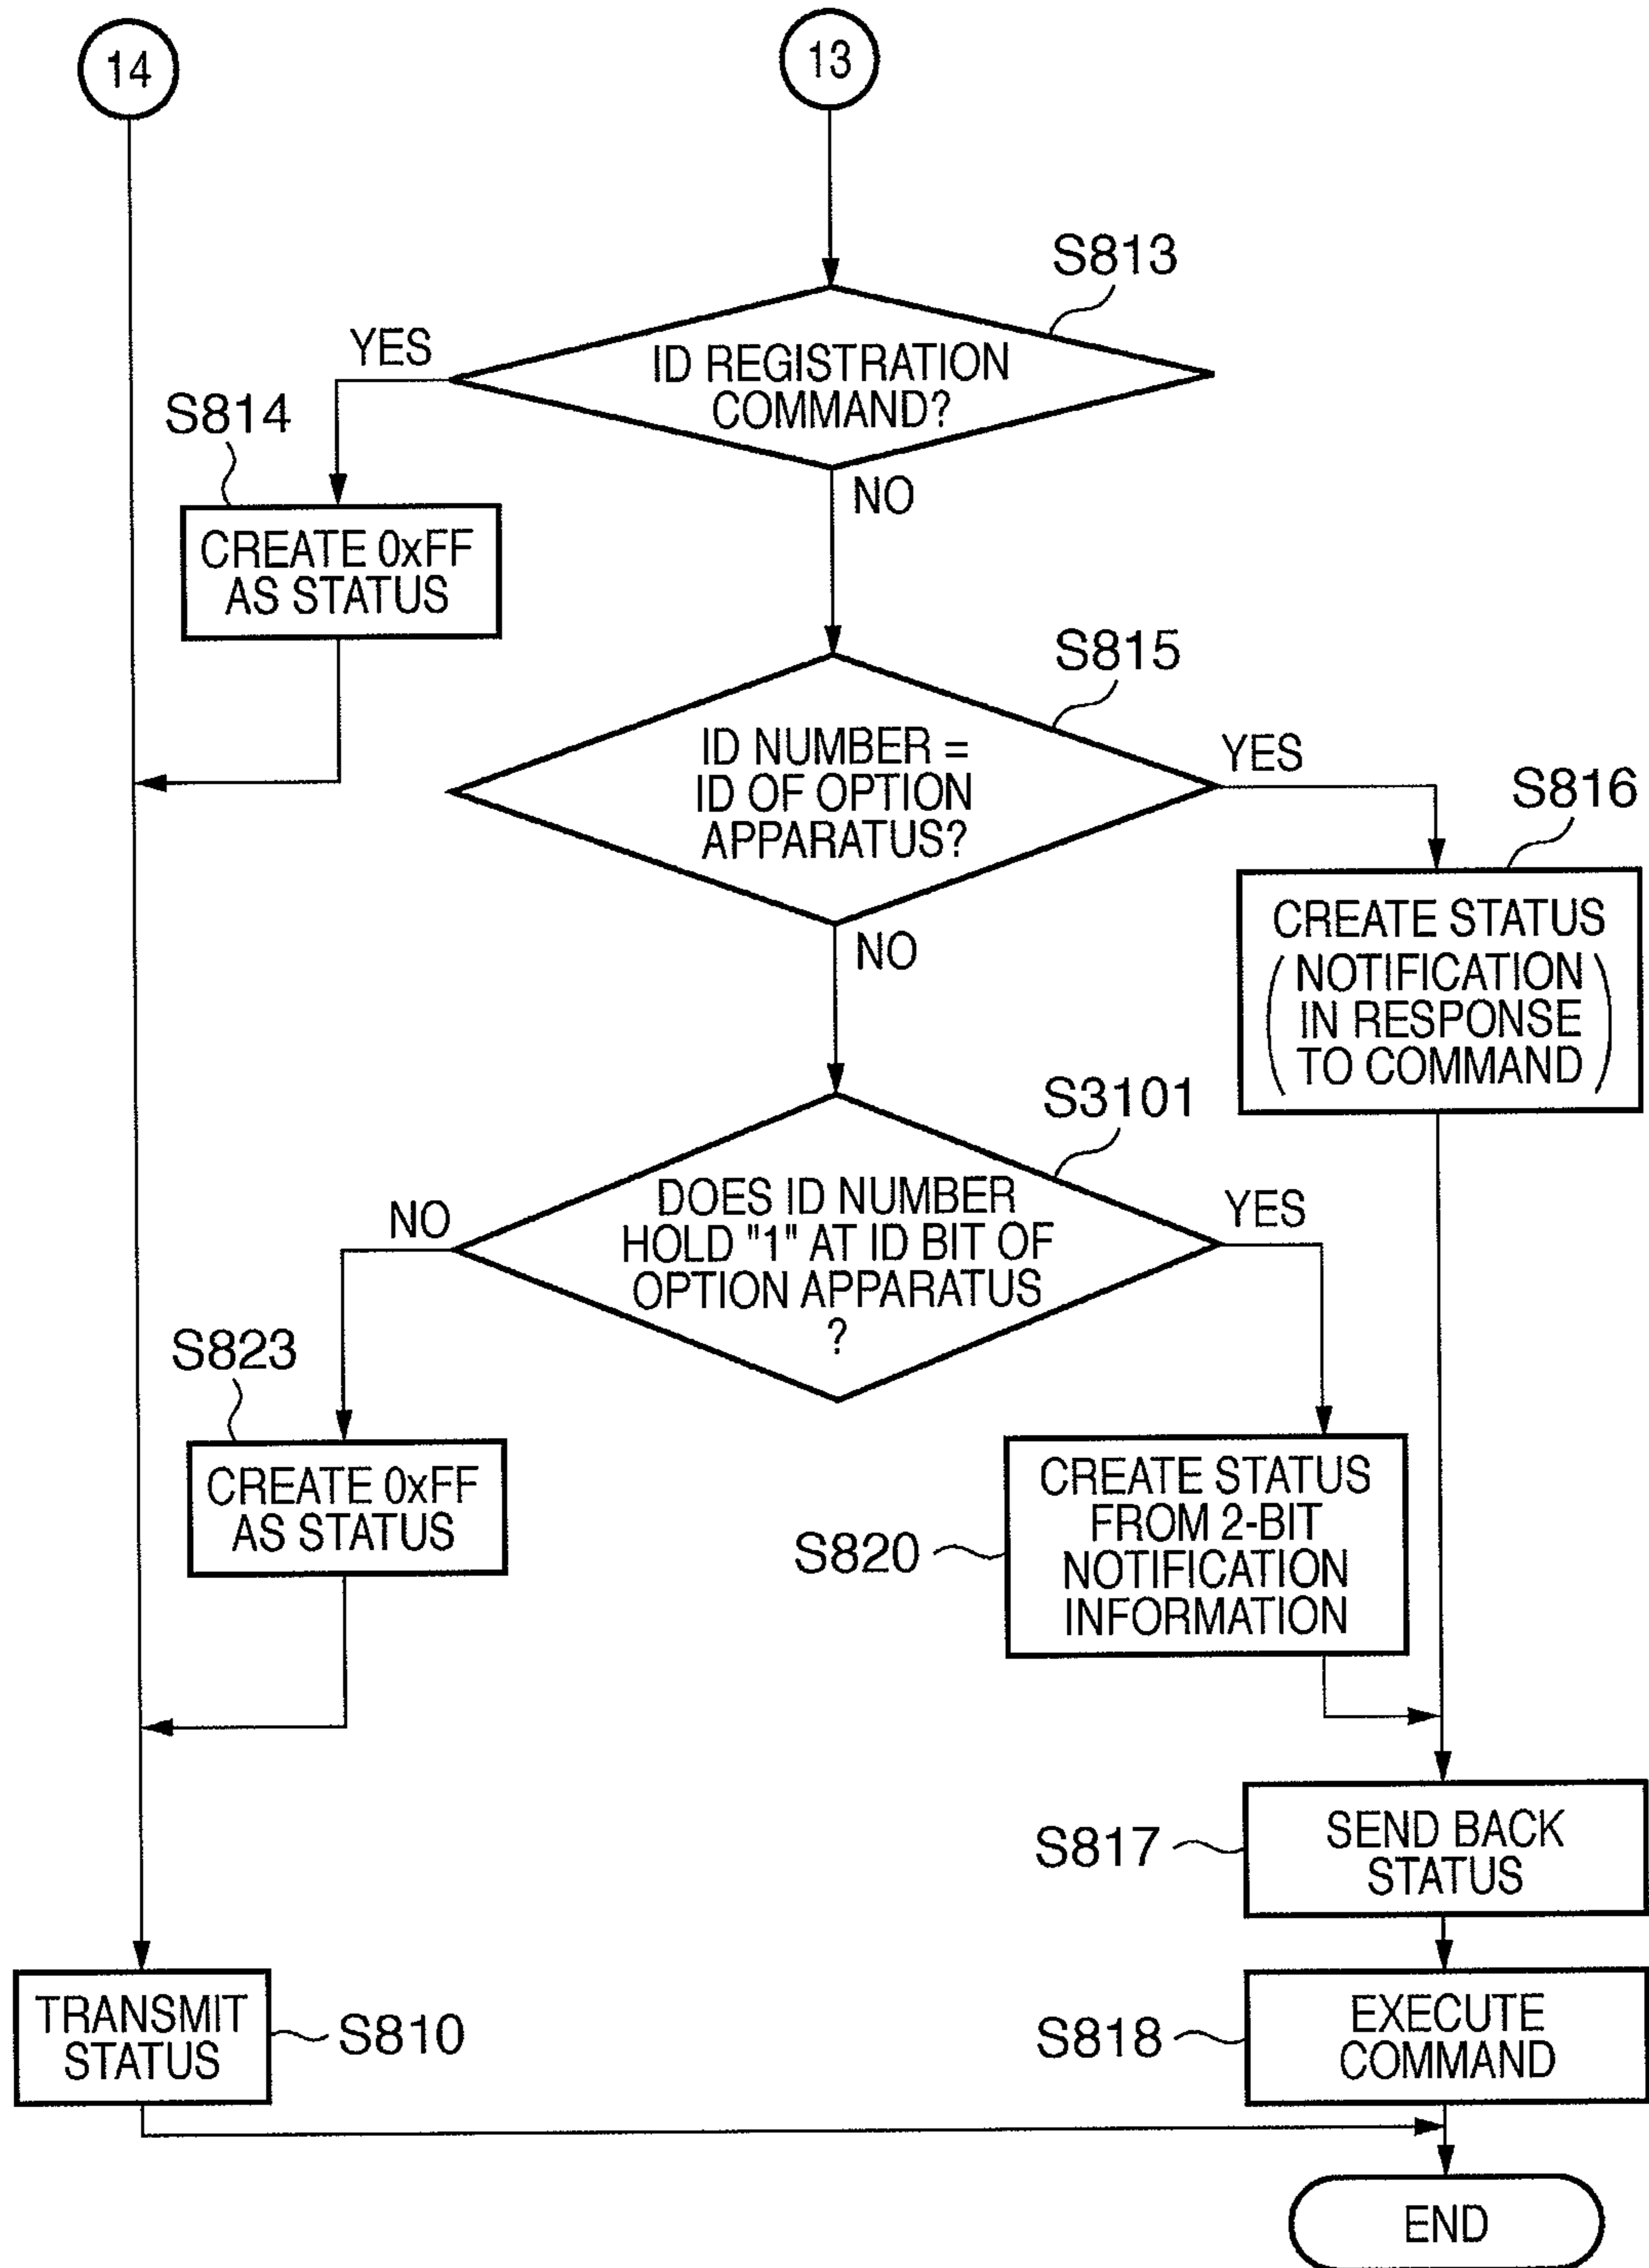 14
13
S813
YES
ID REGISTRATION
COMMAND?
S814
NO
CREATE 0xFF
AS STATUS
S815
ID NUMBER =
ID OF OPTION
APPARATUS?
YES
S816
NO
CREATE STATUS
(NOTIFICATION
IN RESPONSE
TO COMMAND)
S3101
DOES ID NUMBER
HOLD "1" AT ID BIT OF
OPTION APPARATUS
?
NO
YES
S823
CREATE 0xFF
AS STATUS
CREATE STATUS
FROM 2-BIT
NOTIFICATION
INFORMATION
S820
SEND BACK
STATUS
S817
TRANSMIT
STATUS
S810
EXECUTE
COMMAND
S818
END